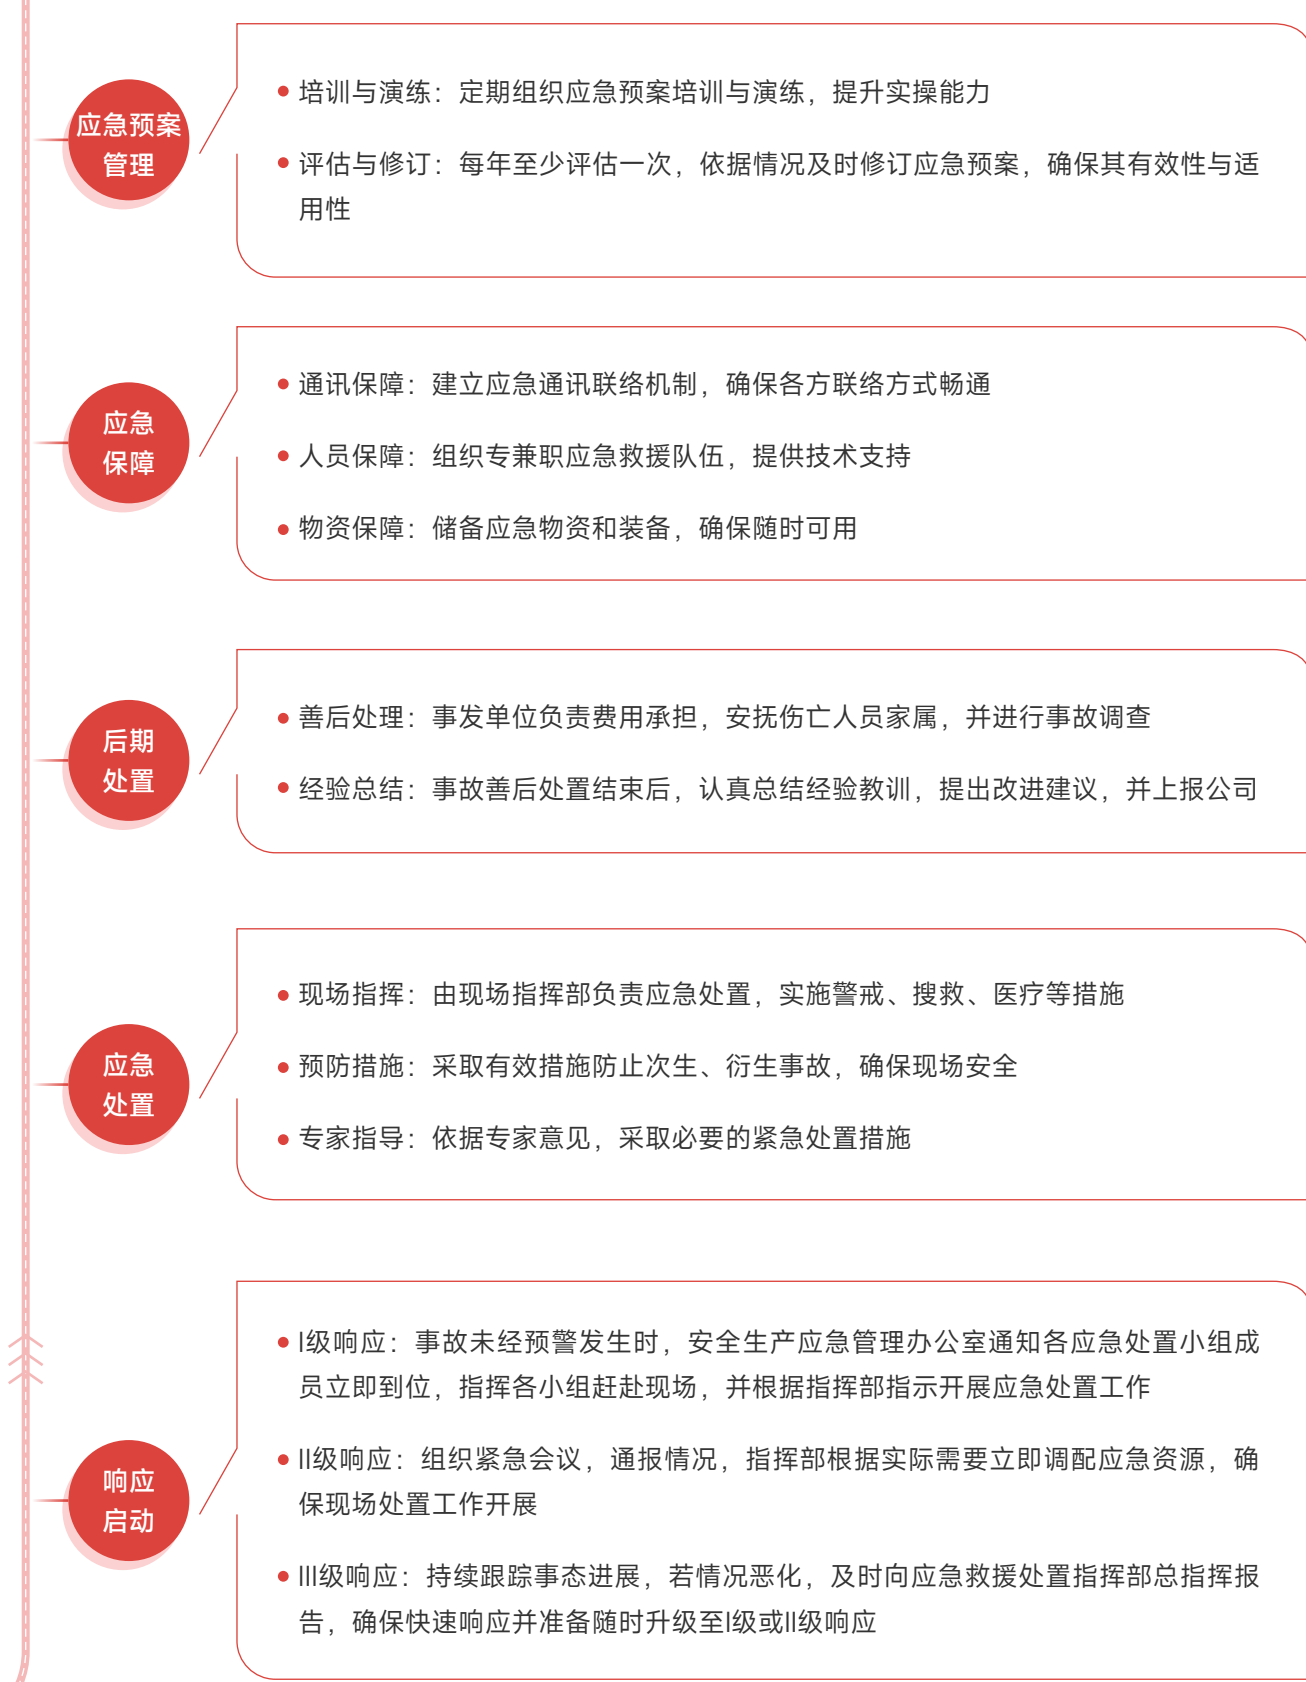 应急预案
管理
培训与演练：定期组织应急预案培训与演练，提升实操能力
评估与修订：每年至少评估一次，依据情况及时修订应急预案，确保其有效性与适
用性
应急
保障
通讯保障：建立应急通讯联络机制，确保各方联络方式畅通
人员保障：组织专兼职应急救援队伍，提供技术支持
物资保障：储备应急物资和装备，确保随时可用
后期
处置
善后处理：事发单位负责费用承担，安抚伤亡人员家属，并进行事故调查
经验总结：事故善后处置结束后，认真总结经验教训，提出改进建议，并上报公司
应急
处置
现场指挥：由现场指挥部负责应急处置，实施警戒、搜救、医疗等措施
预防措施：采取有效措施防止次生、衍生事故，确保现场安全
专家指导：依据专家意见，采取必要的紧急处置措施
响应
启动
I级响应：事故未经预警发生时，安全生产应急管理办公室通知各应急处置小组成
员立即到位，指挥各小组赶赴现场，并根据指挥部指示开展应急处置工作
II级响应：组织紧急会议，通报情况，指挥部根据实际需要立即调配应急资源，确
保现场处置工作开展
III级响应：持续跟踪事态进展，若情况恶化，及时向应急救援处置指挥部总指挥报
告，确保快速响应并准备随时升级至I级或II级响应